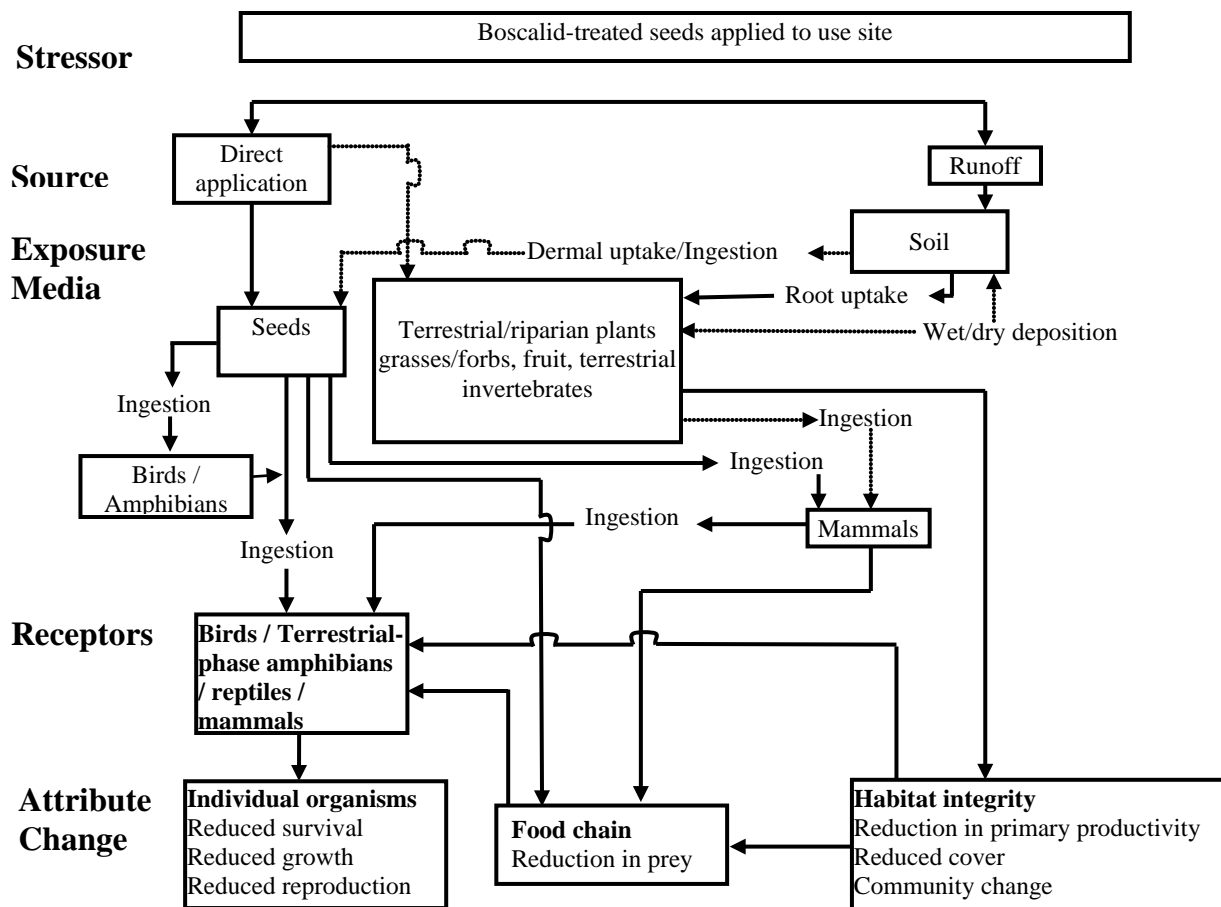 Boscalid-treated seeds applied to use site
Stressor
Direct
application
Source
Runoff
Exposure
Media
Soil
Dermal uptake/Ingestion
Root uptake
Seeds
Terrestrial/riparian plants
grasses/forbs, fruit, terrestrial
invertebrates
Wet/dry deposition
Ingestion
Ingestion
Ingestion
Birds /
Amphibians
Ingestion
Mammals
Ingestion
Receptors
Birds / Terrestrial-
phase amphibians
/ reptiles /
mammals
Attribute
Change
Individual organisms
Reduced survival
Reduced growth
Reduced reproduction
Food chain
Reduction in prey
Habitat integrity
Reduction in primary productivity
Reduced cover
Community change